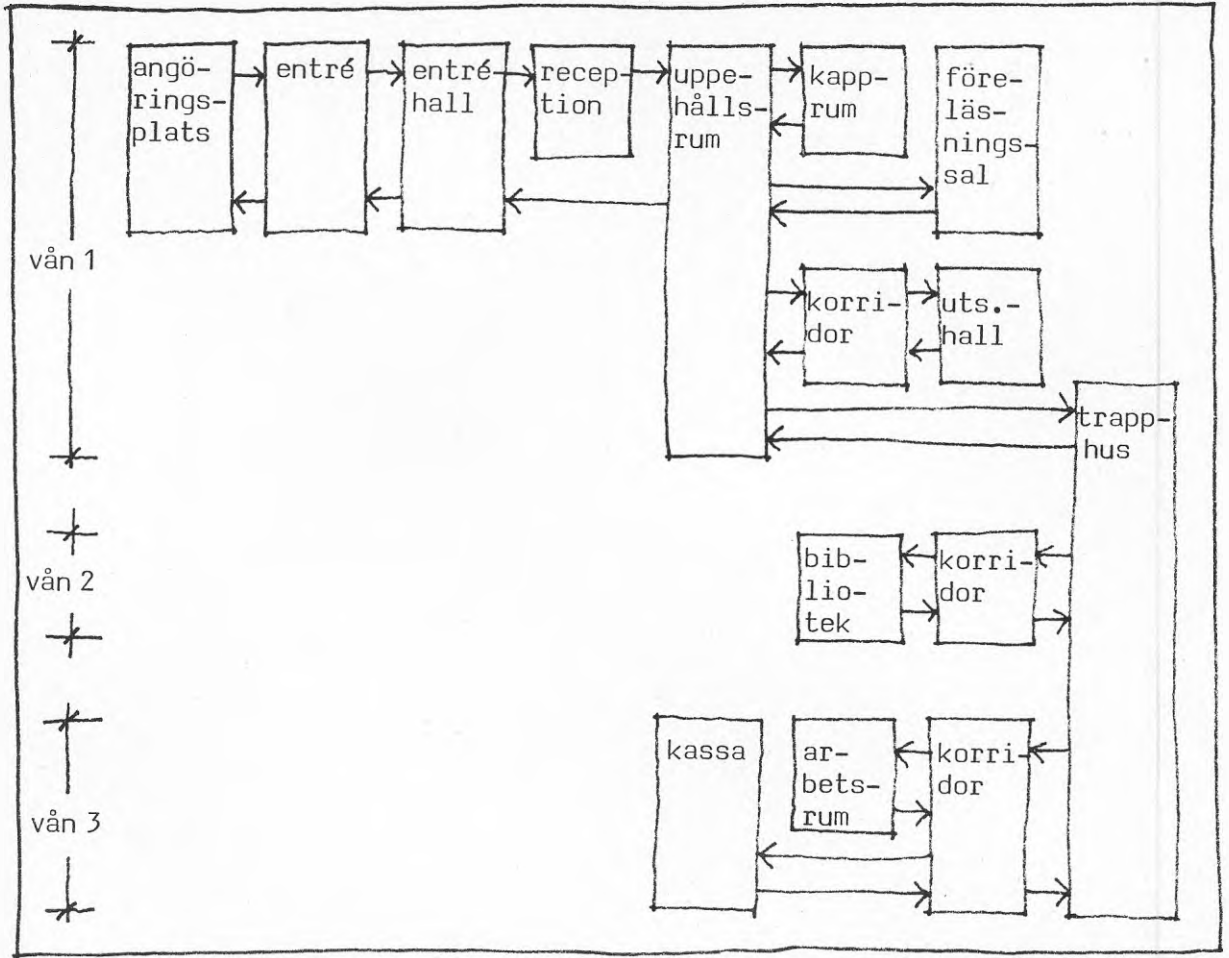 angö-
rings-
plats
entré
entré-
hall
recep-
tion
uppe-
hålls-
rum
kapp-
rum
före-
läs-
nings-
sal
vån 1
korri-
dor
uts.-
hall
trapp-
hus
vån 2
bib-
lio-
tek
korri-
dor
vån 3
kassa
ar-
bets-
rum
korri-
dor